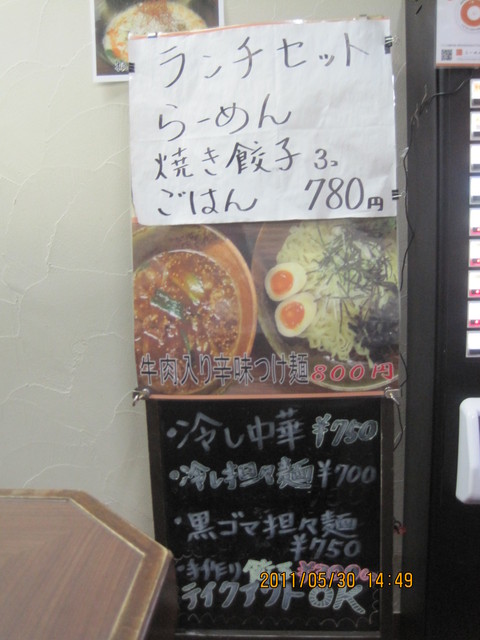 ランチセット
らーめん
焼き餃子 3コ
ごはん 780円
牛肉入り辛味つけ麺 800円
・冷し中華 ¥750
・冷し担々麺 ¥700
・黒ゴマ担々麺
¥750
・手作り
テイクアウトOK
2011/05/30 14:49